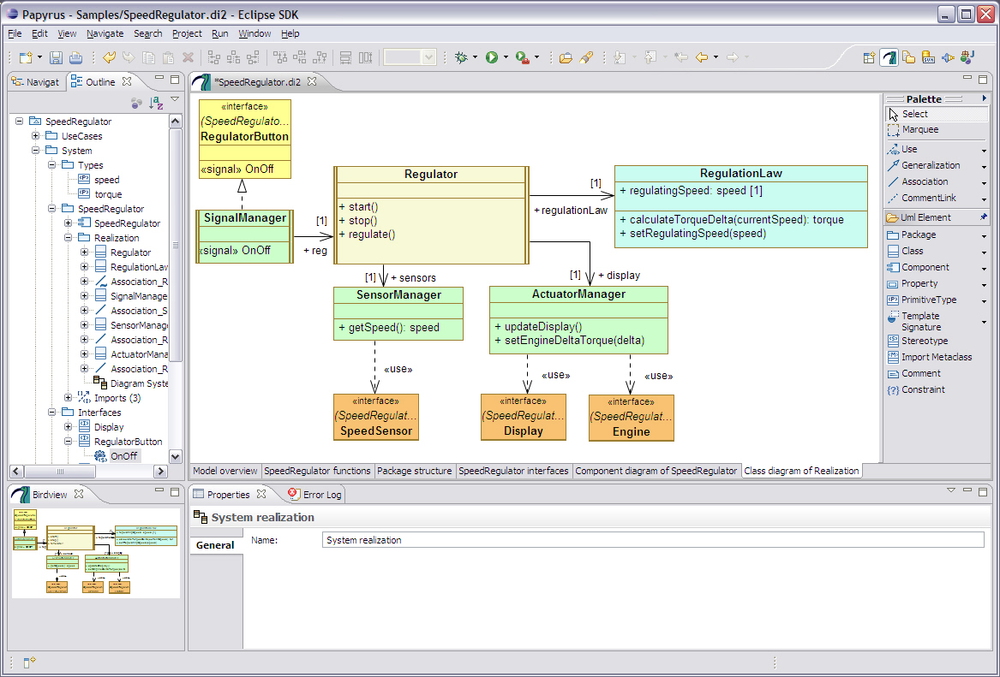 Papyrus - Samples/SpeedRegulator.di2 - Eclipse SDK
File Edit View Navigate Search Project Run Window Help
Navigat Outline
SpeedRegulator
UseCases
System
Types
speed
torque
SpeedRegulator
SpeedRegulator
Realization
Regulator
RegulationLaw
Association_R
SignalManage
Association_S
SensorManag
Association_R
ActuatorMana
Association_R
Diagram Syste
Imports (3)
Interfaces
Display
RegulatorButton
OnOff
*SpeedRegulator.di2
«interface»
(SpeedRegulato...
RegulatorButton
«signal» OnOff
SignalManager
«signal» OnOff
[1]
+ reg
Regulator
+ start()
+ stop()
+ regulate()
[1]
+ regulationLaw
RegulationLaw
+ regulatingSpeed: speed [1]
+ calculateTorqueDelta(currentSpeed): torque
+ setRegulatingSpeed(speed)
[1] + sensors
[1] + display
SensorManager
+ getSpeed(): speed
ActuatorManager
+ updateDisplay()
+ setEngineDeltaTorque(delta)
«use»
«use»
«use»
«interface»
(SpeedRegulat...
SpeedSensor
«interface»
(SpeedRegulat...
Display
«interface»
(SpeedRegulat...
Engine
Model overview SpeedRegulator functions Package structure SpeedRegulator interfaces Component diagram of SpeedRegulator Class diagram of Realization
Palette
Select
Marquee
Use
Generalization
Association
CommentLink
Uml Element
Package
Class
Component
Property
PrimitiveType
Template
Signature
Stereotype
Import Metaclass
Comment
Constraint
Birdview
Properties Error Log
System realization
General
Name: System realization